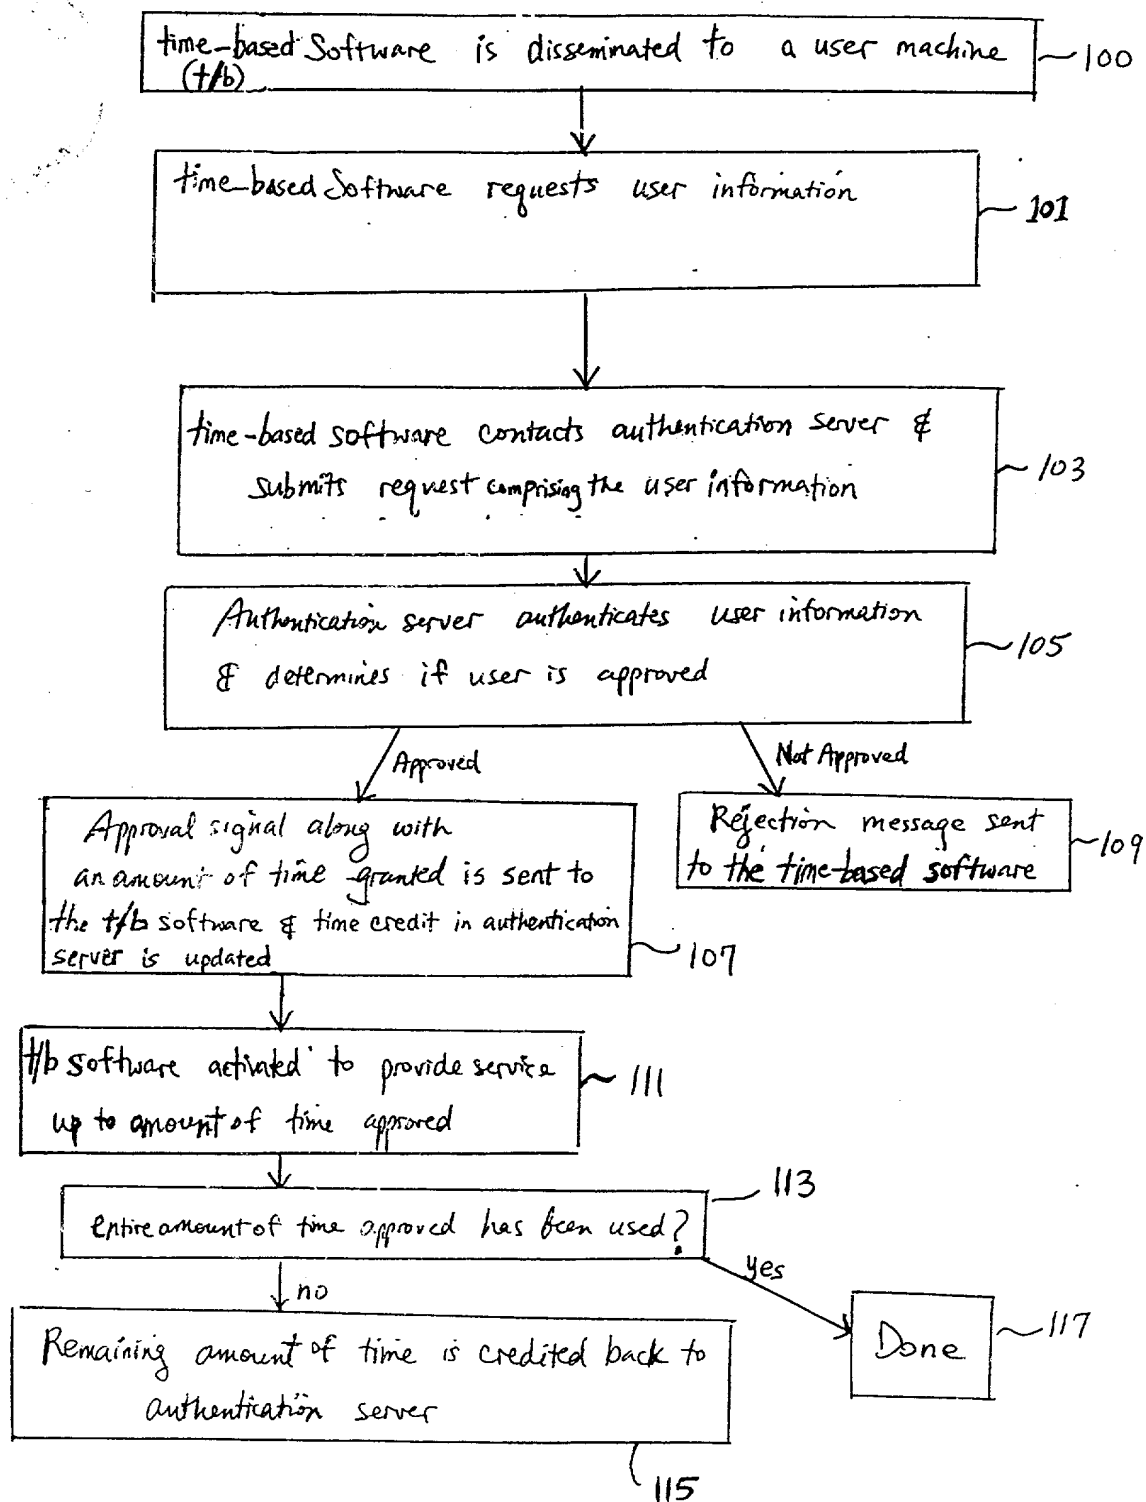 time-based Software is disseminated to a user machine
(t/b)
100
time-based Software requests user information
101
time-based software contacts authentication server &
submits request comprising the user information
103
Authentication server authenticates user information
& determines if user is approved
105
Approved
Not Approved
Approval signal along with
an amount of time granted is sent to
the t/b software & time credit in authentication
server is updated
107
Rejection message sent
to the time-based software
109
t/b software activated to provide service
up to amount of time approved
111
entire amount of time approved has been used?
113
no
yes
Remaining amount of time is credited back to
authentication server
115
Done
117